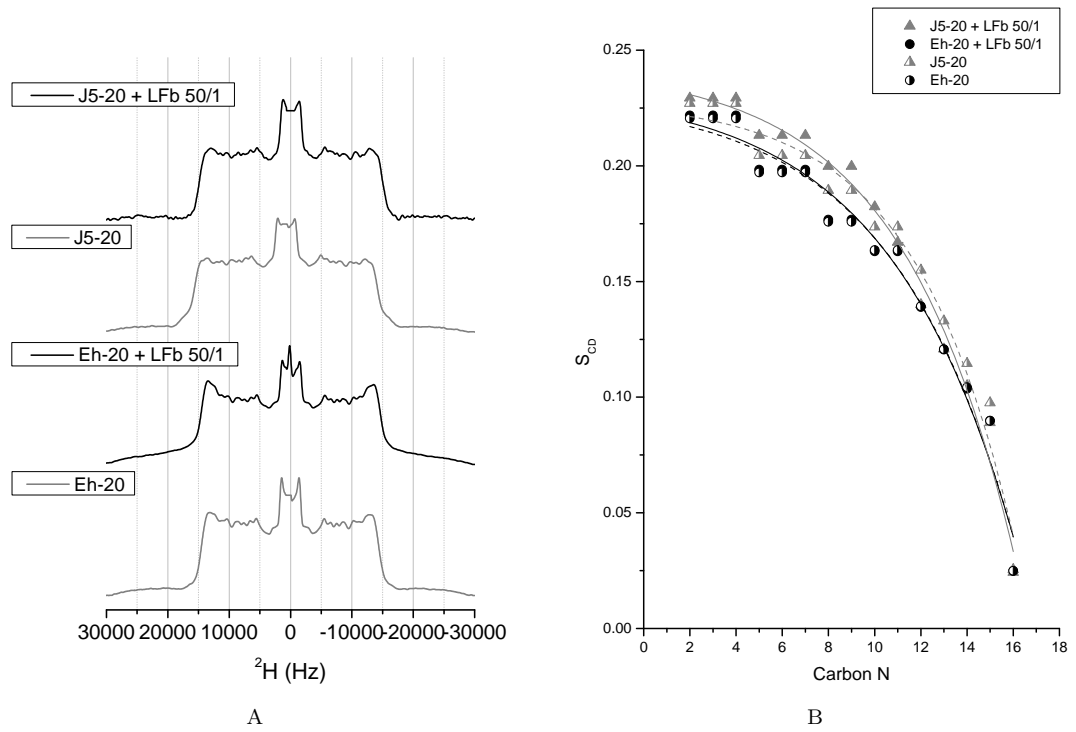 J5-20 + LFb 50/1
J5-20
Eh-20 + LFb 50/1
Eh-20
30000 20000 10000 0 -10000 -20000 -30000
²H (Hz)
A
J5-20 + LFb 50/1
Eh-20 + LFb 50/1
J5-20
Eh-20
0.25
0.20
0.15
0.10
0.05
0.00
S_CD
0 2 4 6 8 10 12 14 16 18
Carbon N
B